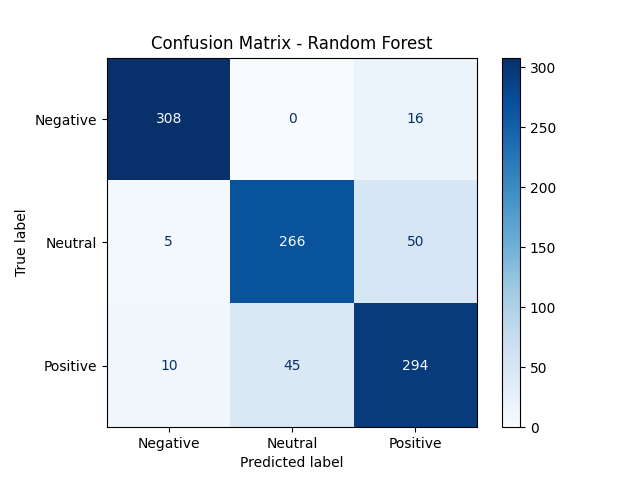 Confusion Matrix - Random Forest
True label
Negative 308 0 16
Neutral 5 266 50
Positive 10 45 294
Negative Neutral Positive
Predicted label
300
250
200
150
100
50
0